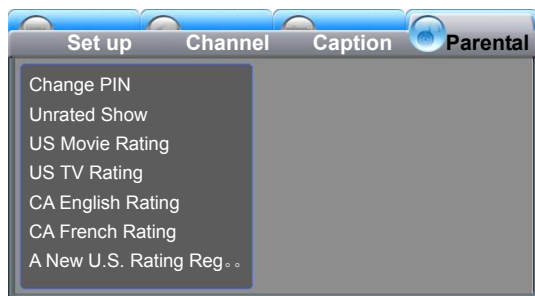 Set up Channel Caption Parental
Change PIN
Unrated Show
US Movie Rating
US TV Rating
CA English Rating
CA French Rating
A New U.S. Rating Reg。。